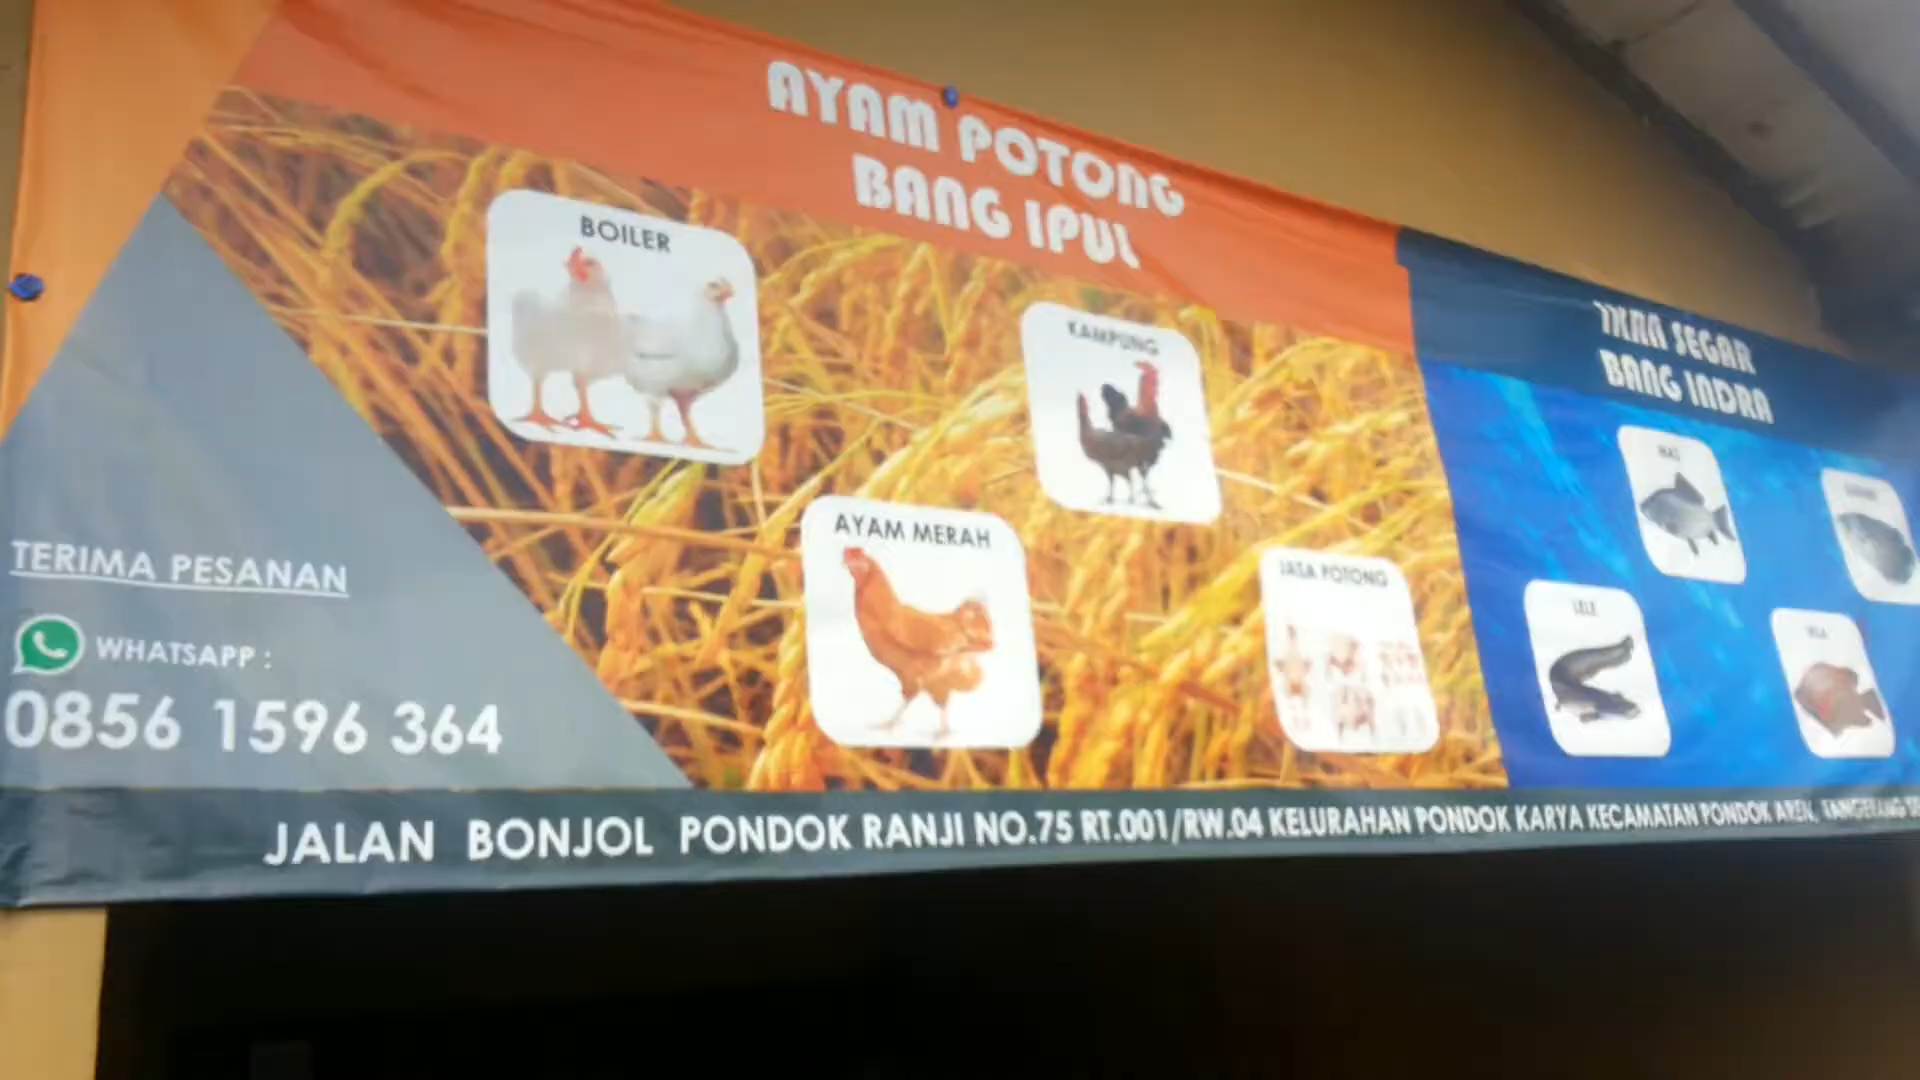 AYAM POTONG
BANG IPUL
BOILER
KAMPUNG
AYAM MERAH
JASA POTONG
TERIMA PESANAN
WHATSAPP :
0856 1596 364
IKAN SEGAR
BANG INDRA
MAS
LELE
NILA
JALAN BONJOL PONDOK RANJI NO.75 RT.001/RW.04 KELURAHAN PONDOK KARYA KECAMATAN PONDOK AREN, TANGERANG